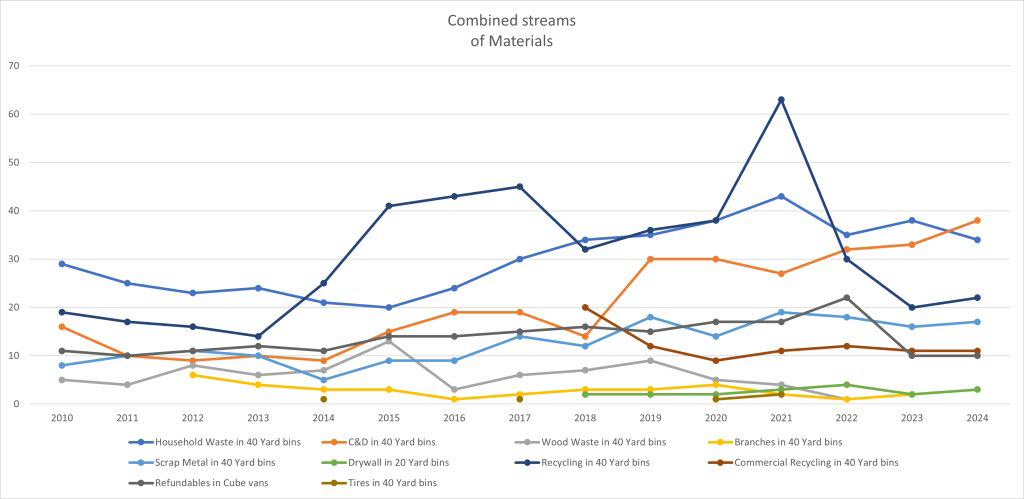 Combined streams
of Materials
70
60
50
40
30
20
10
0
2010 2011 2012 2013 2014 2015 2016 2017 2018 2019 2020 2021 2022 2023 2024
Household Waste in 40 Yard bins C&D in 40 Yard bins Wood Waste in 40 Yard bins Branches in 40 Yard bins
Scrap Metal in 40 Yard bins Drywall in 20 Yard bins Recycling in 40 Yard bins Commercial Recycling in 40 Yard bins
Refundables in Cube vans Tires in 40 Yard bins